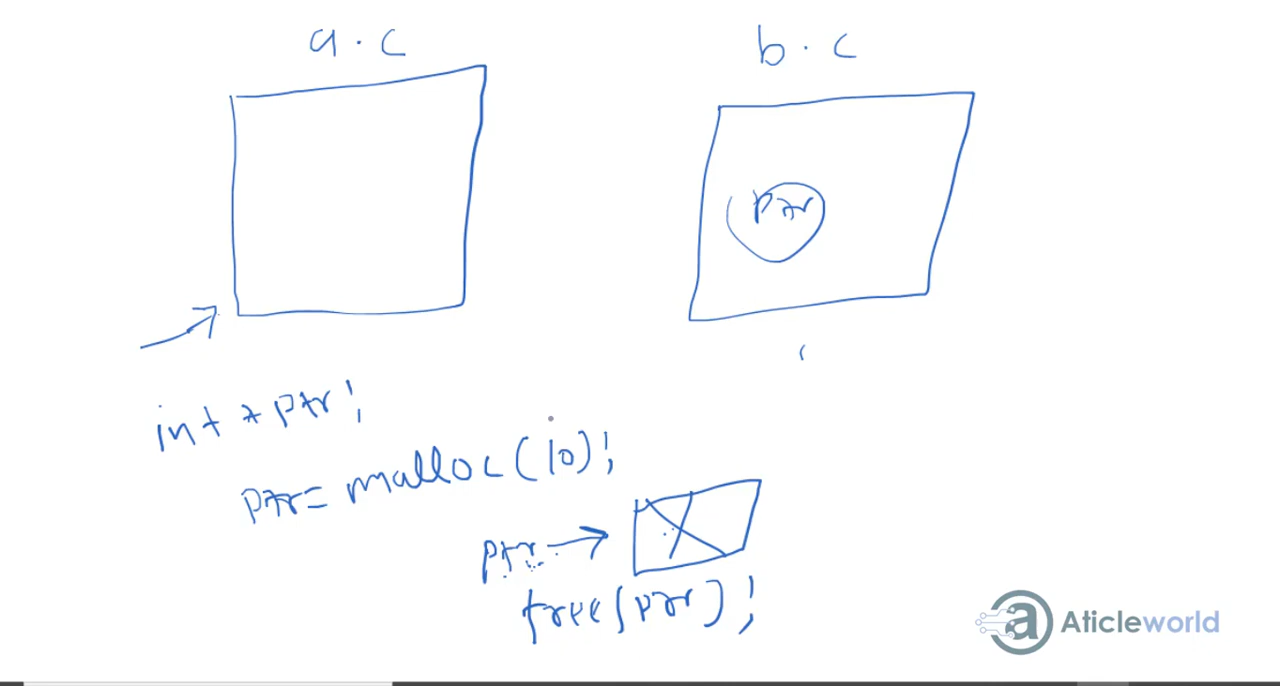 a.c
b.c
ptr
int *ptr;
ptr= malloc(10);
ptr
free(ptr);
Aticleworld